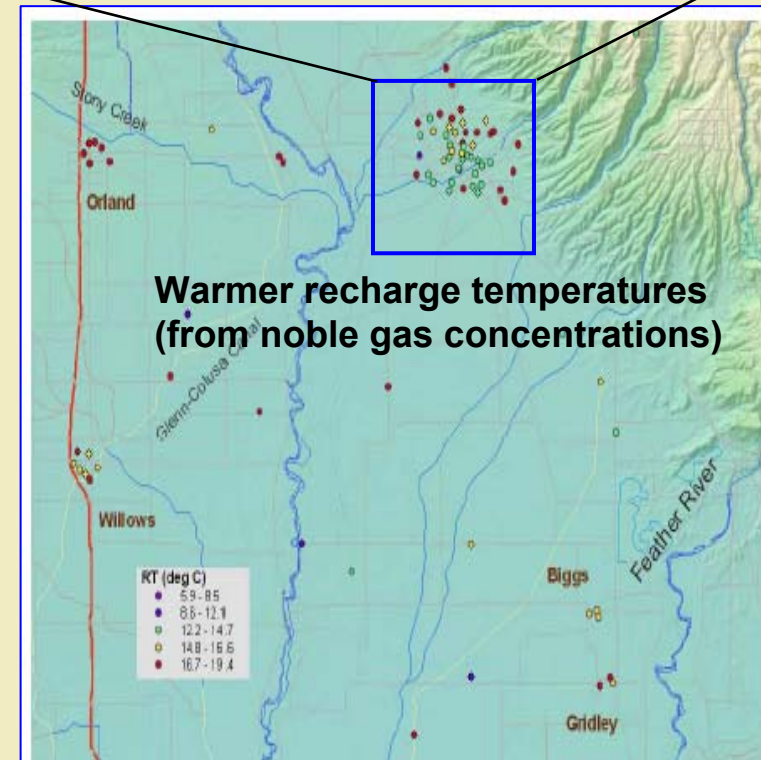 Stony Creek
Orland
Warmer recharge temperatures
(from noble gas concentrations)
Glenn-Colusa Canal
Willows
Feather River
Biggs
RT (deg C)
5.9 - 8.5
8.6 - 12.1
12.2 - 14.7
14.8 - 16.6
16.7 - 19.4
Gridley